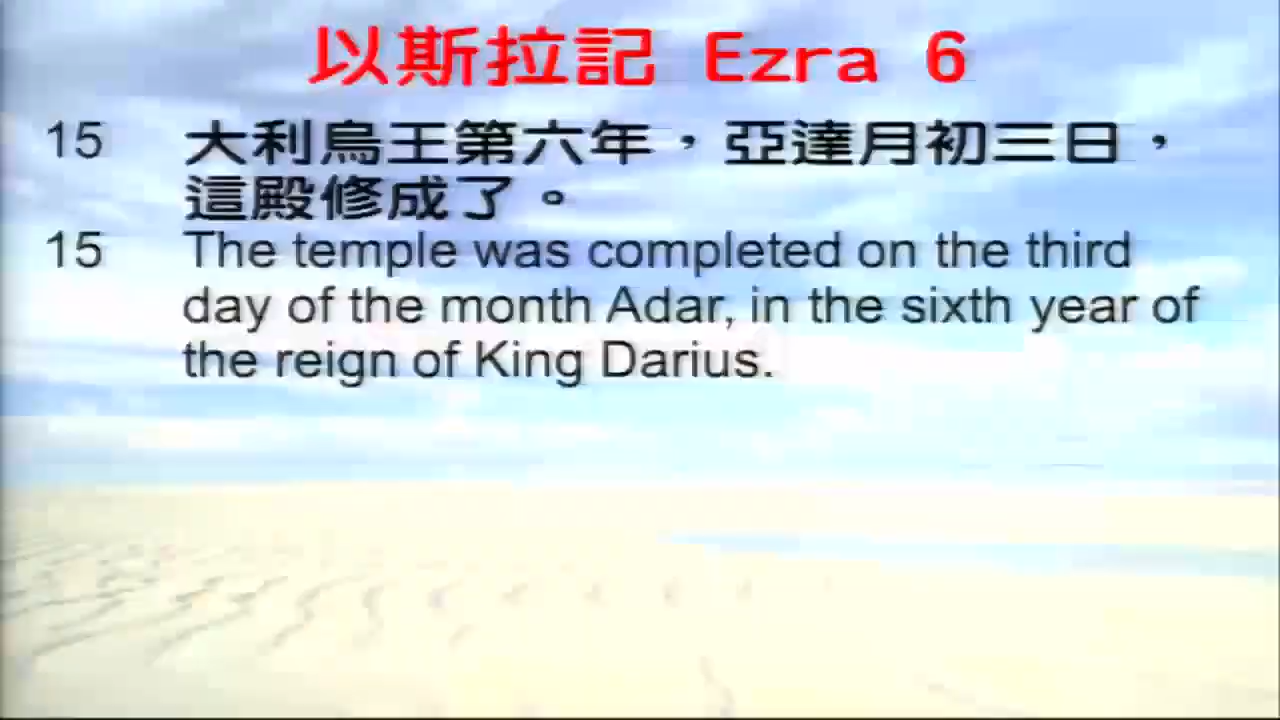 以斯拉記 Ezra 6
15 大利烏王第六年，亞達月初三日，
這殿修成了。
15 The temple was completed on the third
day of the month Adar, in the sixth year of
the reign of King Darius.